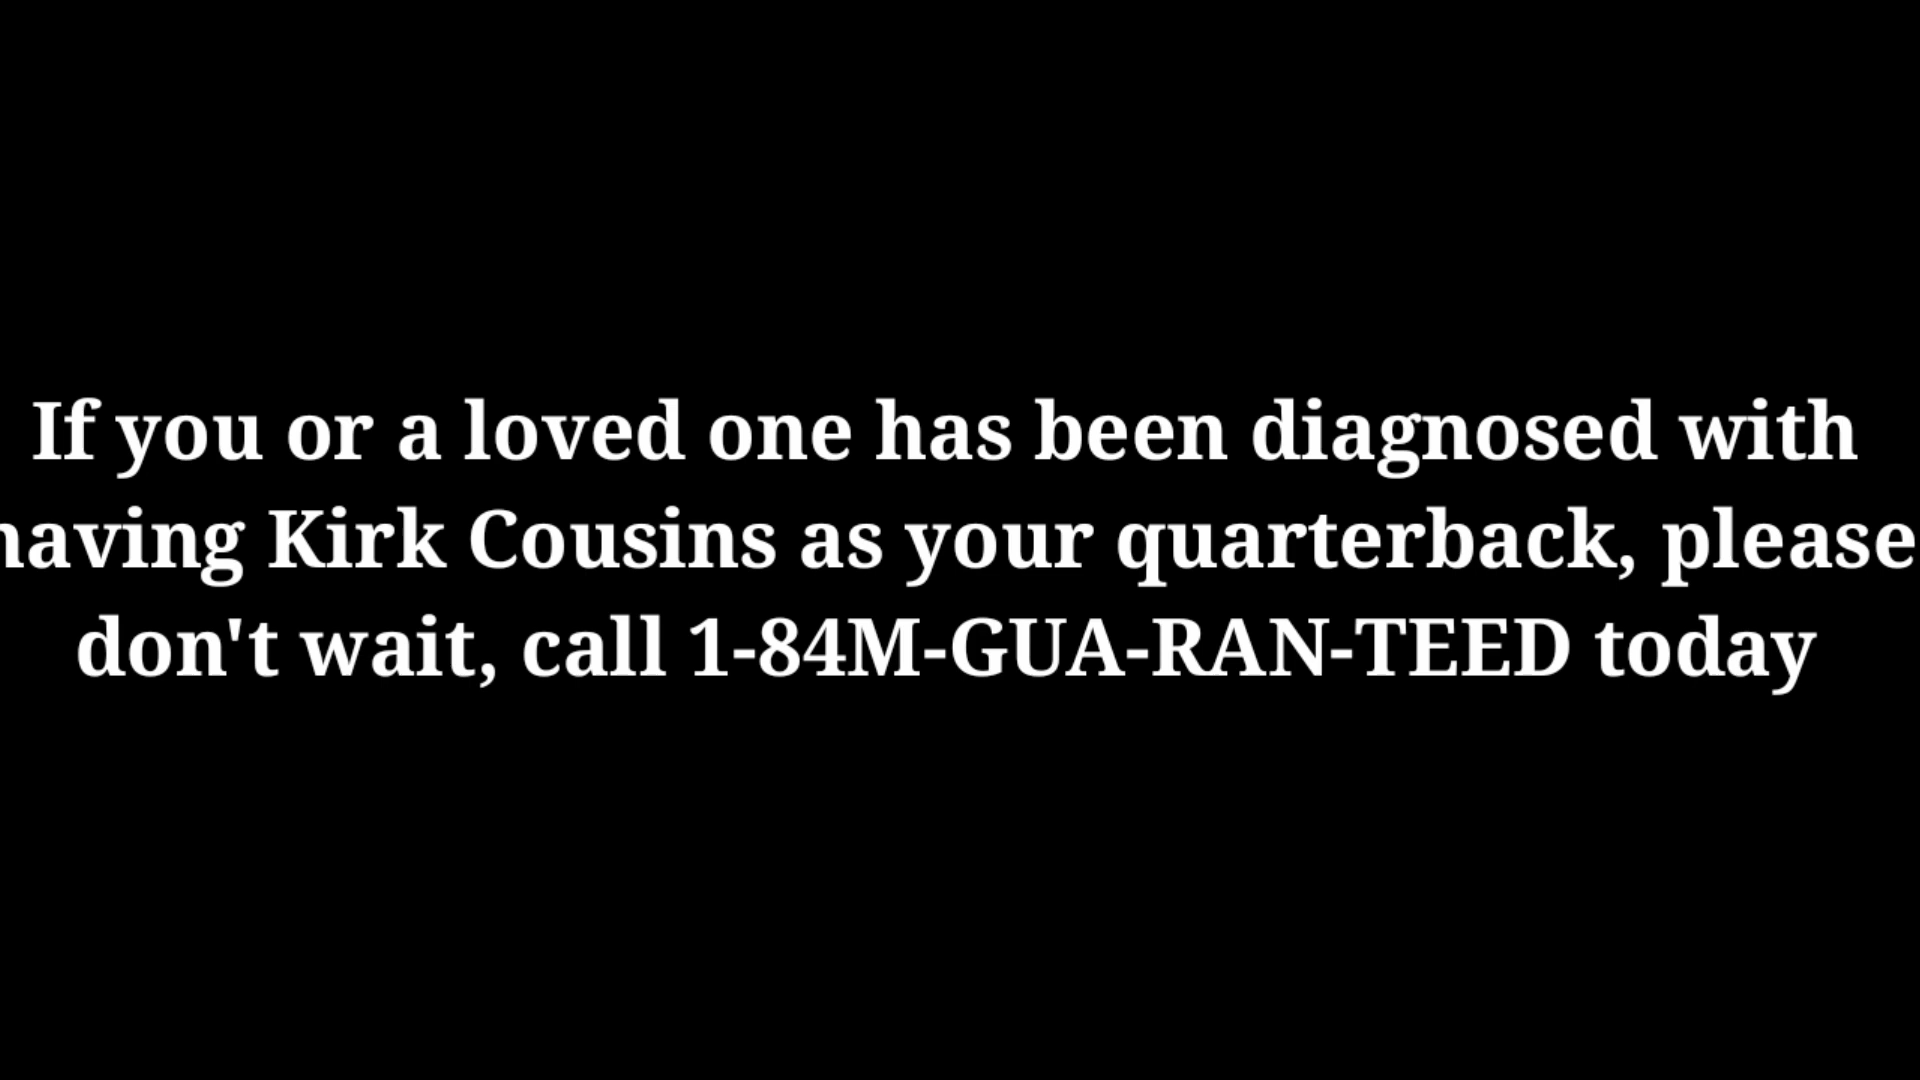 If you or a loved one has been diagnosed with
having Kirk Cousins as your quarterback, please
don't wait, call 1-84M-GUA-RAN-TEED today